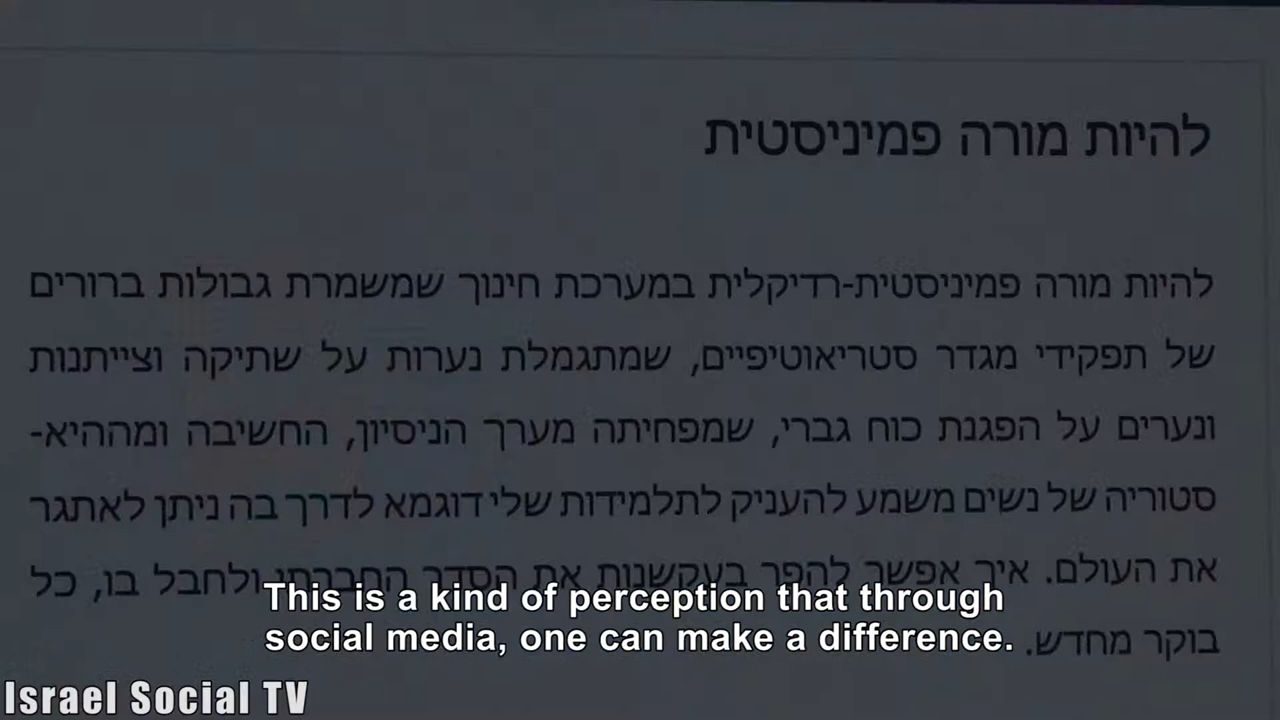 להיות מורה פמיניסטית
להיות מורה פמיניסטית-רדיקלית במערכת חינוך שמשמרת גבולות ברורים
של תפקידי מגדר סטריאוטיפיים, שמתגמלת נערות על שתיקה וצייתנות
ונערים על הפגנת כוח גברי, שמפחיתה מערך הניסיון, החשיבה ומההיא-
סטוריה של נשים משמע להעניק לתלמידות שלי דוגמא לדרך בה ניתן לאתגר
את העולם. איך אפשר להפר בעקשנות את הסדר החברתי ולחבל בו, כל
בוקר מחדש.
This is a kind of perception that through
social media, one can make a difference.
Israel Social TV